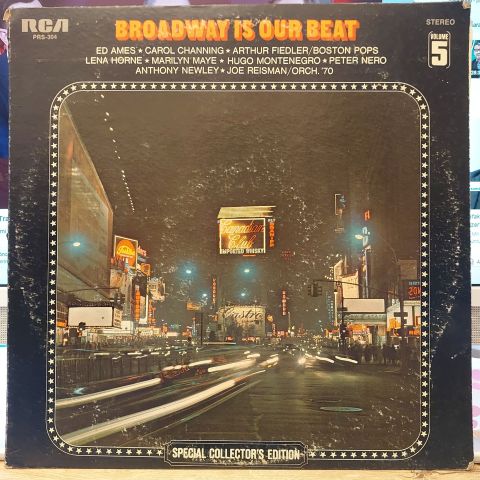 RCA
PRS-304
BROADWAY IS OUR BEAT
STEREO
VOLUME
5
ED AMES ★ CAROL CHANNING ★ ARTHUR FIEDLER/BOSTON POPS
LENA HORNE ★ MARILYN MAYE ★ HUGO MONTENEGRO ★ PETER NERO
ANTHONY NEWLEY ★ JOE REISMAN/ORCH. '70
Canadian
Club
IMPORTED WHISKY
Castro
SPECIAL COLLECTOR'S EDITION